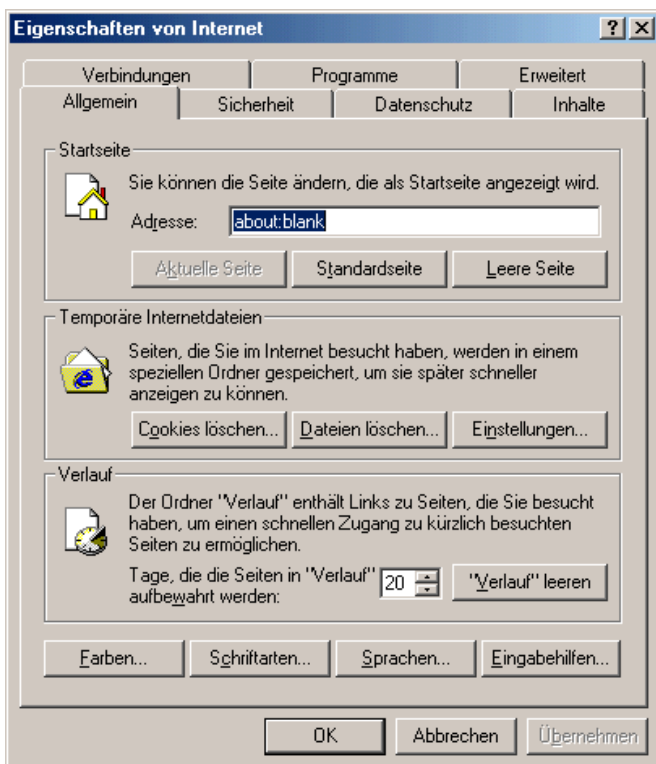 Eigenschaften von Internet
Verbindungen Programme Erweitert
Allgemein Sicherheit Datenschutz Inhalte
Startseite
Sie können die Seite ändern, die als Startseite angezeigt wird.
Adresse: about:blank
Aktuelle Seite Standardseite Leere Seite
Temporäre Internetdateien
Seiten, die Sie im Internet besucht haben, werden in einem
speziellen Ordner gespeichert, um sie später schneller
anzeigen zu können.
Cookies löschen... Dateien löschen... Einstellungen...
Verlauf
Der Ordner "Verlauf" enthält Links zu Seiten, die Sie besucht
haben, um einen schnellen Zugang zu kürzlich besuchten
Seiten zu ermöglichen.
Tage, die die Seiten in "Verlauf"
aufbewahrt werden: 20 "Verlauf" leeren
Farben... Schriftarten... Sprachen... Eingabehilfen...
OK Abbrechen Übernehmen